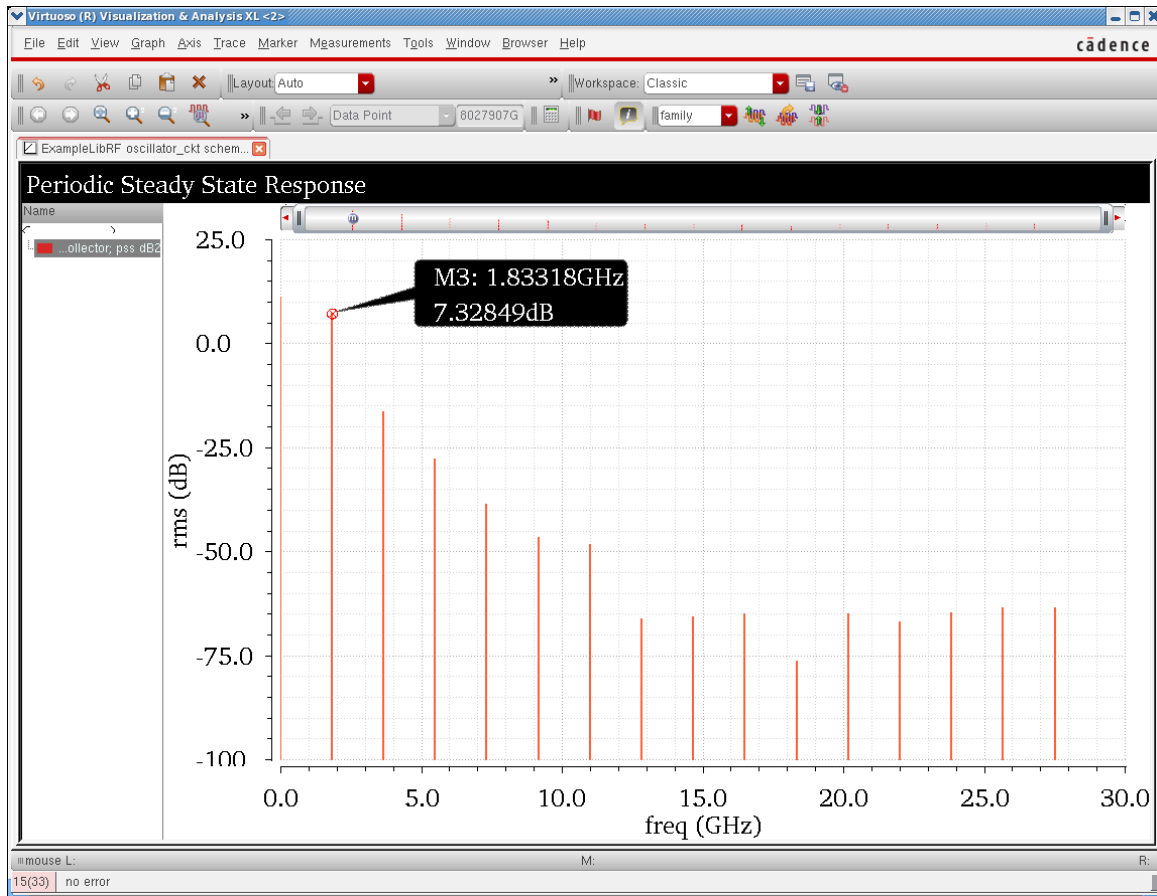 Virtuoso (R) Visualization & Analysis XL <2>
File Edit View Graph Axis Trace Marker Measurements Tools Window Browser Help
cādence
Layout: Auto » Workspace: Classic
» Data Point 8027907G family
ExampleLibRF oscillator_ckt schem...
Periodic Steady State Response
Name
...ollector; pss dB2
M3: 1.83318GHz
7.32849dB
25.0
0.0
-25.0
-50.0
-75.0
-100
rms (dB)
0.0 5.0 10.0 15.0 20.0 25.0 30.0
freq (GHz)
mouse L: M: R:
15(33) no error